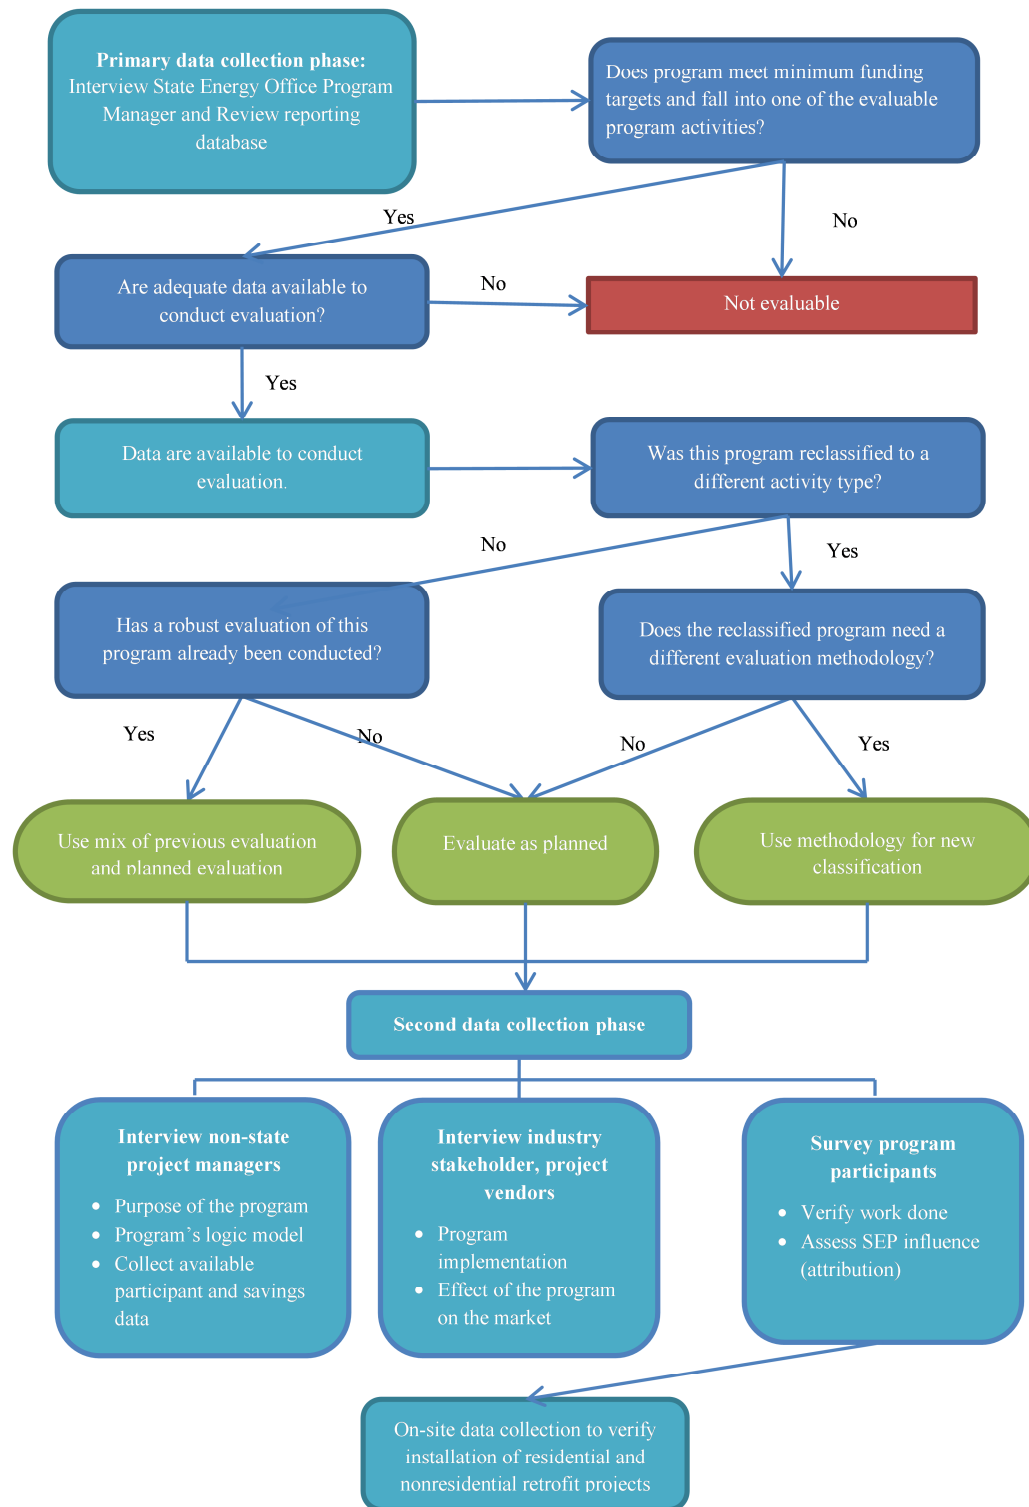 Primary data collection phase:
Interview State Energy Office Program
Manager and Review reporting
database
Does program meet minimum funding
targets and fall into one of the evaluable
program activities?
Yes
No
Are adequate data available to
conduct evaluation?
No
Not evaluable
Yes
Data are available to conduct
evaluation.
Was this program reclassified to a
different activity type?
No
Yes
Has a robust evaluation of this
program already been conducted?
Does the reclassified program need a
different evaluation methodology?
Yes
No
No
Yes
Use mix of previous evaluation
and planned evaluation
Evaluate as planned
Use methodology for new
classification
Second data collection phase
Interview non-state
project managers
• Purpose of the program
• Program’s logic model
• Collect available
participant and savings
data
Interview industry
stakeholder, project
vendors
• Program
implementation
• Effect of the program
on the market
Survey program
participants
• Verify work done
• Assess SEP influence
(attribution)
On-site data collection to verify
installation of residential and
nonresidential retrofit projects